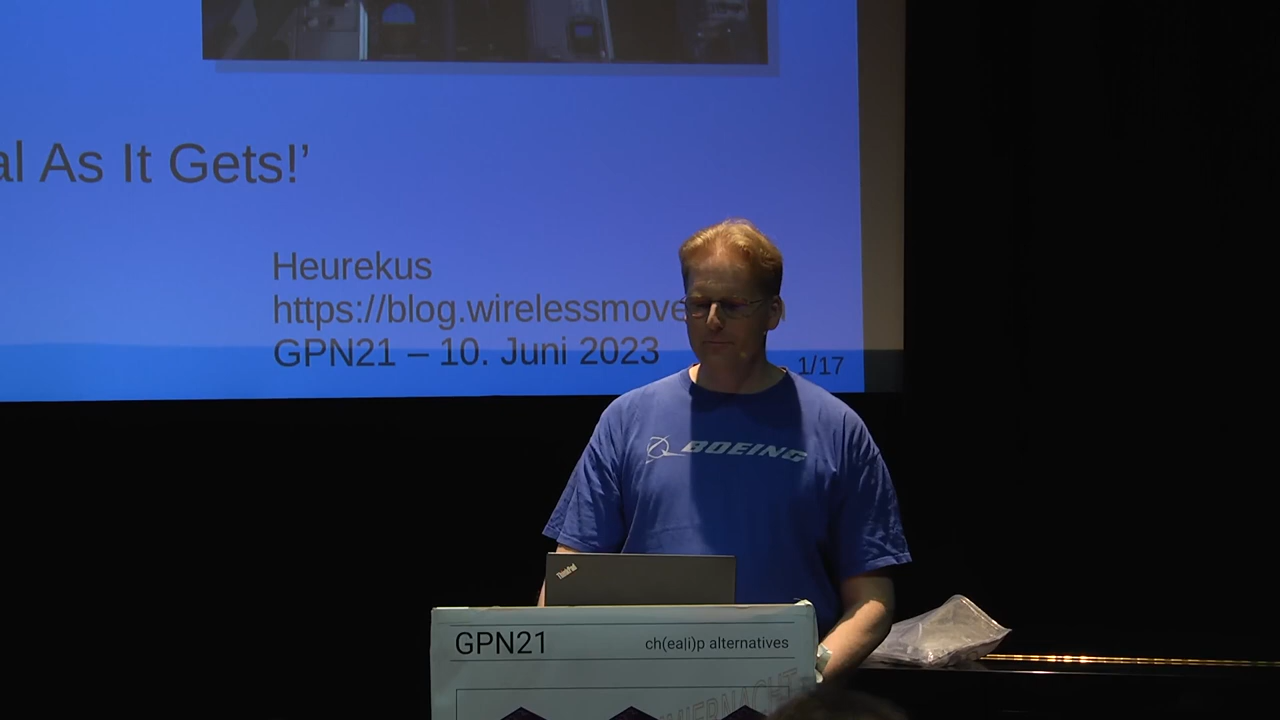 As It Gets!’
Heurekus
https://blog.wirelessmove
GPN21 – 10. Juni 2023
1/17
BOEING
ThinkPad
GPN21
ch(ea|i)p alternatives